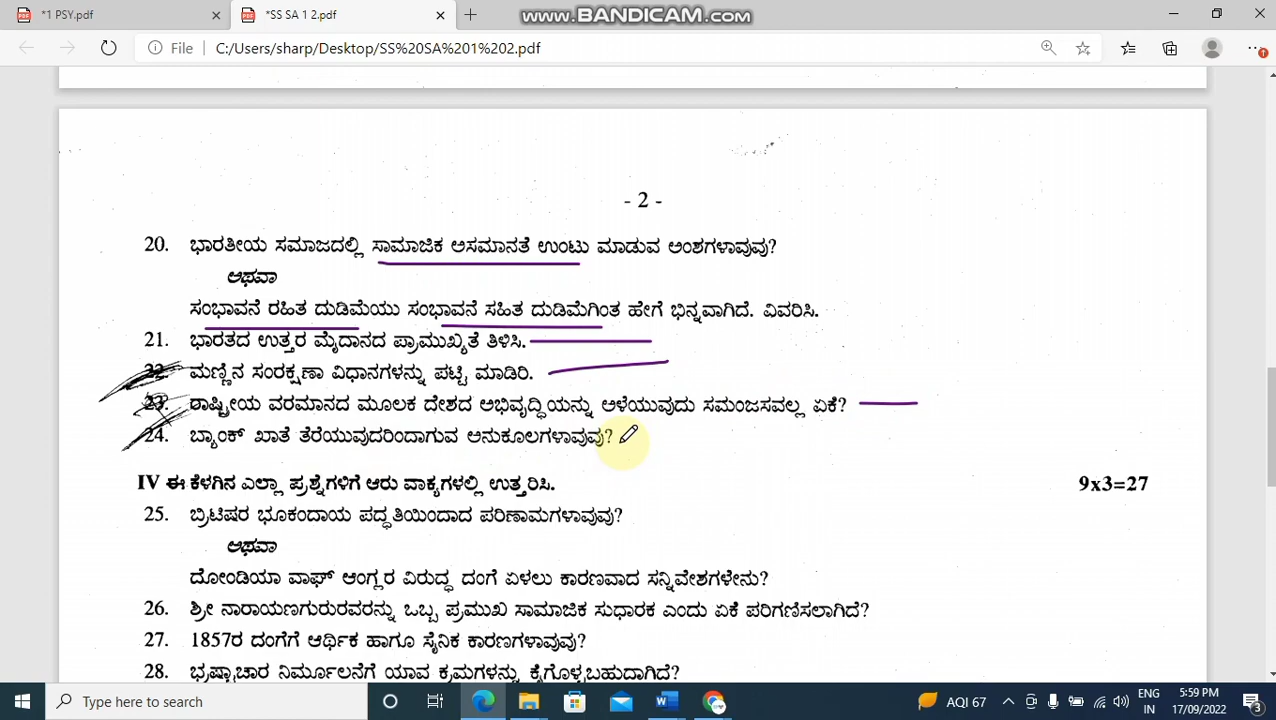 *1 PSY.pdf
*SS SA 1 2.pdf
www.BANDICAM.com
File C:/Users/sharp/Desktop/SS%20SA%201%202.pdf
- 2 -
20. ಭಾರತೀಯ ಸಮಾಜದಲ್ಲಿ ಸಾಮಾಜಿಕ ಅಸಮಾನತೆ ಉಂಟು ಮಾಡುವ ಅಂಶಗಳಾವುವು?
ಅಥವಾ
ಸಂಭಾವನೆ ರಹಿತ ದುಡಿಮೆಯು ಸಂಭಾವನೆ ಸಹಿತ ದುಡಿಮೆಗಿಂತ ಹೇಗೆ ಭಿನ್ನವಾಗಿದೆ. ವಿವರಿಸಿ.
21. ಭಾರತದ ಉತ್ತರ ಮೈದಾನದ ಪ್ರಾಮುಖ್ಯತೆ ತಿಳಿಸಿ.
22. ಮಣ್ಣಿನ ಸಂರಕ್ಷಣಾ ವಿಧಾನಗಳನ್ನು ಪಟ್ಟಿ ಮಾಡಿರಿ.
23. ರಾಷ್ಟ್ರೀಯ ವರಮಾನದ ಮೂಲಕ ದೇಶದ ಅಭಿವೃದ್ಧಿಯನ್ನು ಅಳೆಯುವುದು ಸಮಂಜಸವಲ್ಲ ಏಕೆ?
24. ಬ್ಯಾಂಕ್ ಖಾತೆ ತೆರೆಯುವುದರಿಂದಾಗುವ ಅನುಕೂಲಗಳಾವುವು?
IV ಈ ಕೆಳಗಿನ ಎಲ್ಲಾ ಪ್ರಶ್ನೆಗಳಿಗೆ ಆರು ವಾಕ್ಯಗಳಲ್ಲಿ ಉತ್ತರಿಸಿ. 9x3=27
25. ಬ್ರಿಟಿಷರ ಭೂಕಂದಾಯ ಪದ್ಧತಿಯಿಂದಾದ ಪರಿಣಾಮಗಳಾವುವು?
ಅಥವಾ
ದೋಂಡಿಯಾ ವಾಘ್ ಆಂಗ್ಲರ ವಿರುದ್ಧ ದಂಗೆ ಏಳಲು ಕಾರಣವಾದ ಸನ್ನಿವೇಶಗಳೇನು?
26. ಶ್ರೀ ನಾರಾಯಣಗುರುರವರನ್ನು ಒಬ್ಬ ಪ್ರಮುಖ ಸಾಮಾಜಿಕ ಸುಧಾರಕ ಎಂದು ಏಕೆ ಪರಿಗಣಿಸಲಾಗಿದೆ?
27. 1857ರ ದಂಗೆಗೆ ಆರ್ಥಿಕ ಹಾಗೂ ಸೈನಿಕ ಕಾರಣಗಳಾವುವು?
28. ಭ್ರಷ್ಟಾಚಾರ ನಿರ್ಮೂಲನೆಗೆ ಯಾವ ಕ್ರಮಗಳನ್ನು ಕೈಗೊಳ್ಳಬಹುದಾಗಿದೆ?
Type here to search
AQI 67
ENG
IN
5:59 PM
17/09/2022
3